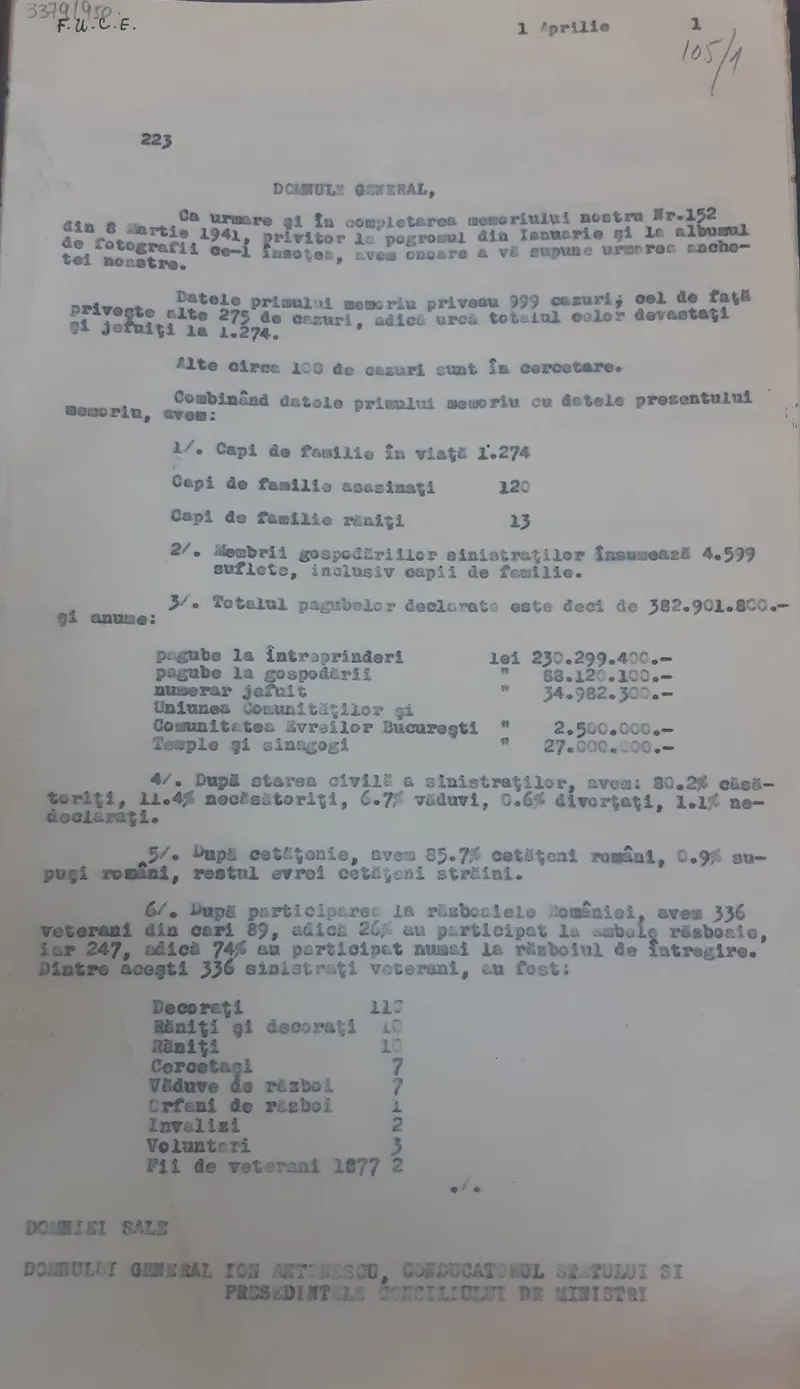 3379/950.
F.U.C.E.
1 Aprilie 1
105/1
223
DOMNULE GENERAL,
Ca urmare şi în completarea memoriului nostru Nr.152
din 8 Martie 1941, privitor la pogromul din Ianuarie şi la albumul
de fotografii ce-l însoţea, avem onoare a vă supune urmarea anche-
tei noastre.
Datele primului memoriu priveau 999 cazuri; cel de faţă
priveşte alte 275 de cazuri, adică urcă totalul celor devastaţi
şi jefuiţi la 1.274.
Alte circa 100 de cazuri sunt în cercetare.
Combinând datele primului memoriu cu datele prezentului
memoriu, avem:
1/. Capi de familie în viaţă 1.274
Capi de familie asasinaţi 120
Capi de familie răniţi 13
2/. Membrii gospodăriilor sinistraţilor însumează 4.599
suflete, inclusiv capii de familie.
3/. Totalul pagubelor declarate este deci de 382.901.800.-
şi anume:
pagube la întreprinderi lei 230.299.400.-
pagube la gospodării " 88.120.100.-
numerar jefuit " 34.982.300.-
Uniunea Comunităţilor şi
Comunitatea Evreilor Bucureşti " 2.500.000.-
Temple şi sinagogi " 27.000.000.-
4/. După starea civilă a sinistraţilor, avem: 80.2% căsă-
toriţi, 11.4% necăsătoriţi, 6.7% văduvi, 0.6% divorţaţi, 1.1% ne-
declaraţi.
5/. După cetăţenie, avem 85.7% cetăţeni români, 0.9% su-
puşi români, restul evrei cetăţeni străini.
6/. După participarea la războaiele României, avem 336
veterani din cari 89, adică 26% au participat la ambele războaie,
iar 247, adică 74% au participat numai la războiul de întregire.
Dintre aceşti 336 sinistraţi veterani, au fost:
Decoraţi
Răniţi şi decoraţi 10
Răniţi 10
Cercetaşi 7
Văduve de război 7
Orfani de război 1
Invalizi 2
Voluntari 3
Fii de veterani 1877 2
./.
DOMNIEI SALE
DOMNULUI GENERAL ION ANTONESCU, CONDUCATORUL STATULUI SI
PRESEDINTELE CONSILIULUI DE MINISTRI